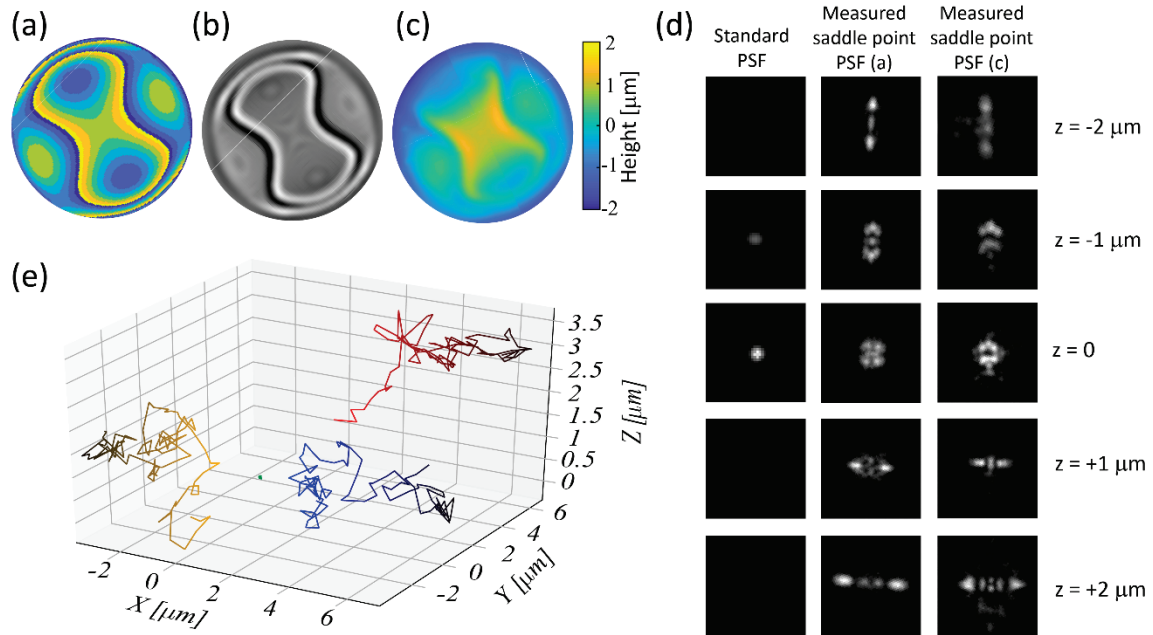 (a)
(b)
(c)
2
1
0
-1
-2
Height [μm]
(d)
Standard
PSF
Measured
saddle point
PSF (a)
Measured
saddle point
PSF (c)
z = -2 μm
z = -1 μm
z = 0
z = +1 μm
z = +2 μm
(e)
3.5
3
2.5
2
1.5
1
0.5
0
Z [μm]
6
4
2
0
-2
Y [μm]
-2
0
2
4
6
X [μm]